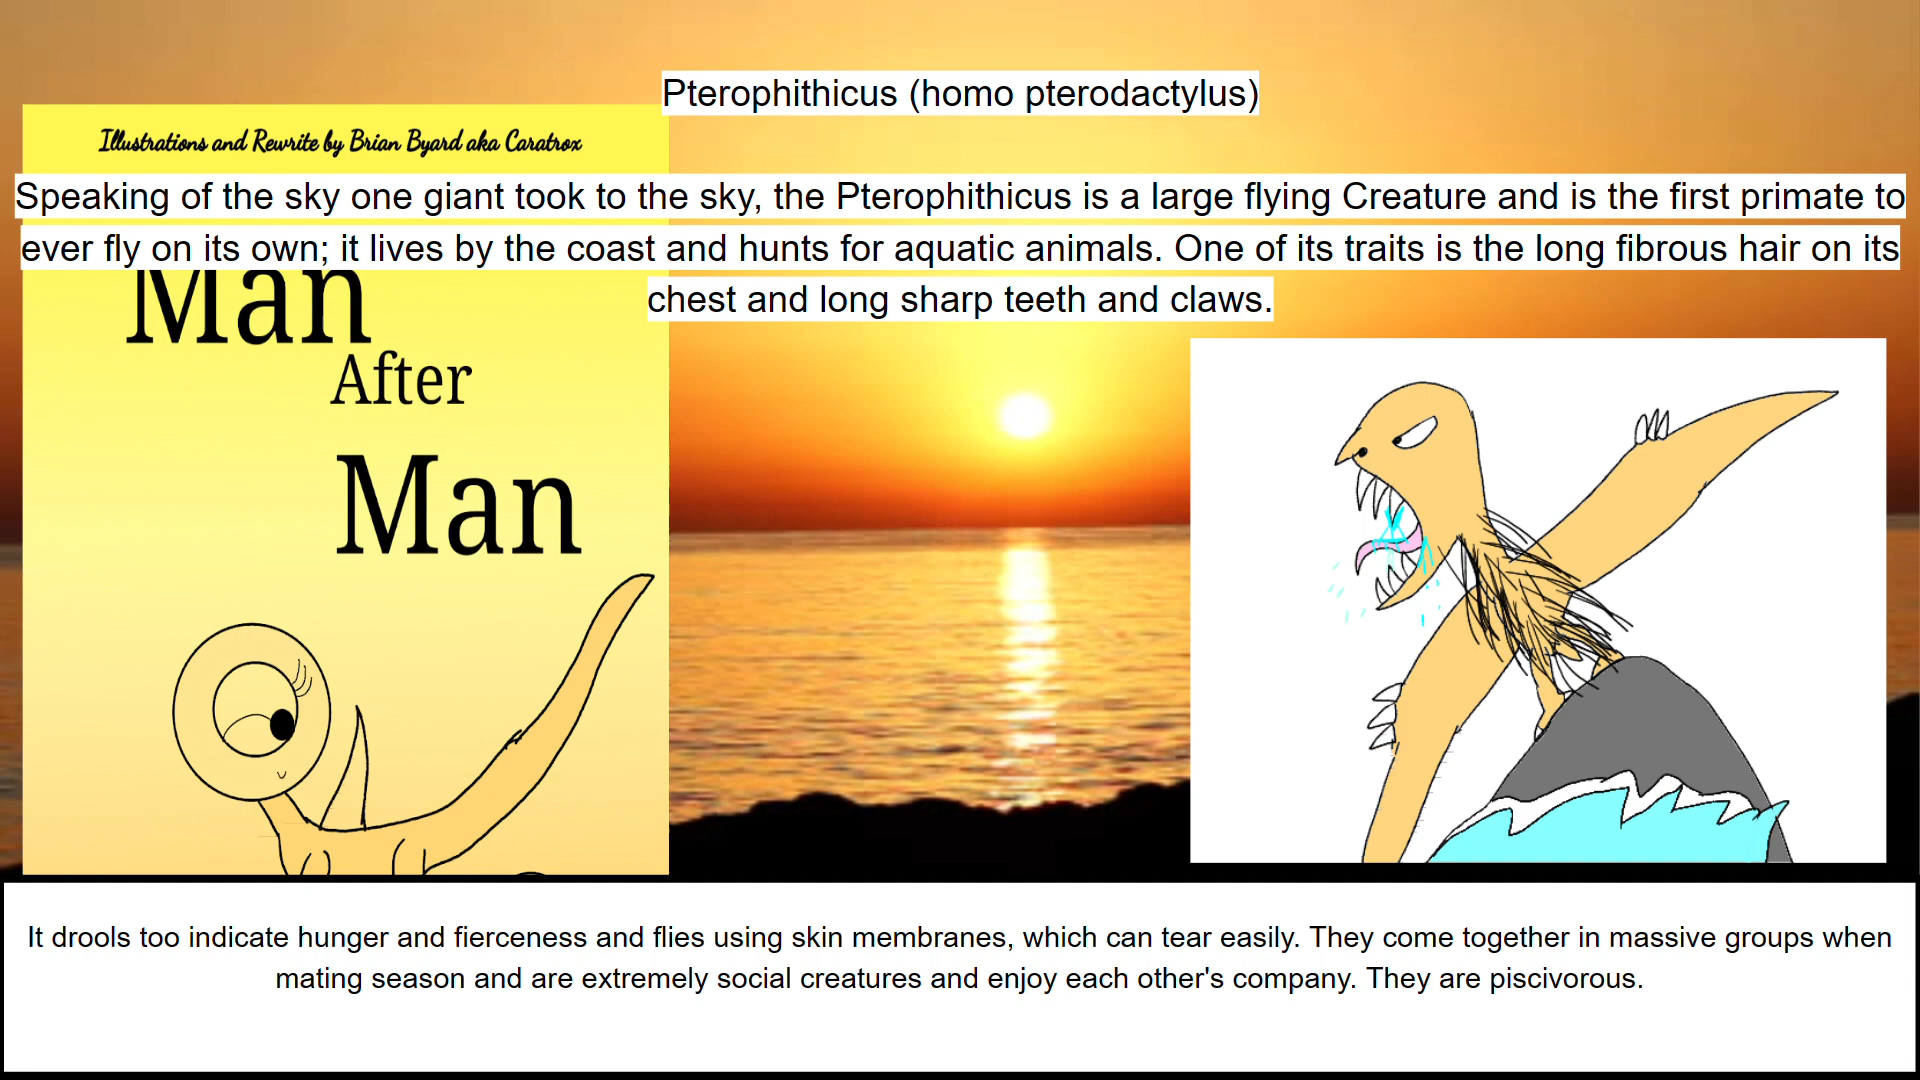 Pterophithicus (homo pterodactylus)
Illustrations and Rewrite by Brian Byard aka Caratrox
Speaking of the sky one giant took to the sky, the Pterophithicus is a large flying Creature and is the first primate to
ever fly on its own; it lives by the coast and hunts for aquatic animals. One of its traits is the long fibrous hair on its
chest and long sharp teeth and claws.
Man
After
Man
It drools too indicate hunger and fierceness and flies using skin membranes, which can tear easily. They come together in massive groups when
mating season and are extremely social creatures and enjoy each other's company. They are piscivorous.